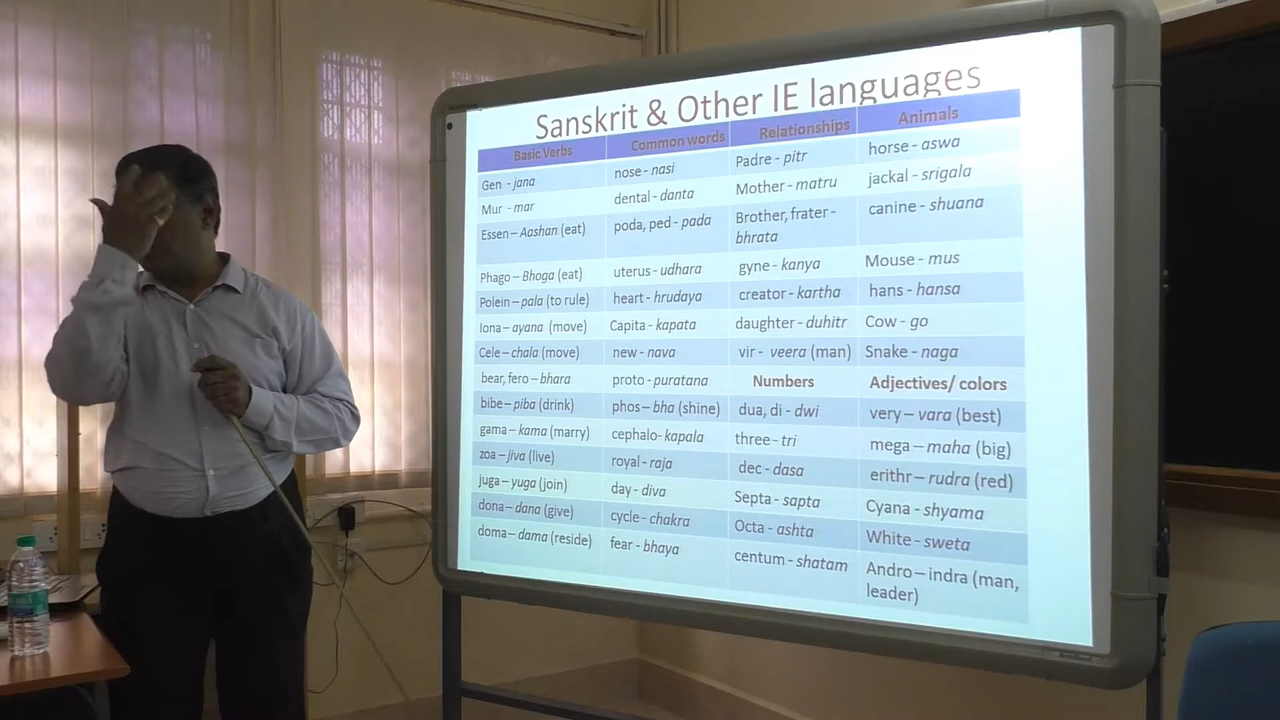 Sanskrit & Other IE languages
Basic Verbs
Gen - jana
Mur - mar
Essen – Aashan (eat)
Phago – Bhoga (eat)
Polein – pala (to rule)
Iona – ayana (move)
Cele – chala (move)
bear, fero – bhara
bibe – piba (drink)
gama – kama (marry)
zoa – jiva (live)
Juga – yuga (join)
dona – dana (give)
doma – dama (reside)
Common words
nose - nasi
dental - danta
poda, ped - pada
uterus - udhara
heart - hrudaya
Capita - kapata
new - nava
proto - puratana
phos – bha (shine)
cephalo- kapala
royal - raja
day - diva
cycle - chakra
fear - bhaya
Relationships
Padre - pitr
Mother - matru
Brother, frater -
bhrata
gyne - kanya
creator - kartha
daughter - duhitr
vir - veera (man)
Numbers
dua, di - dwi
three - tri
dec - dasa
Septa - sapta
Octa - ashta
centum - shatam
Animals
horse - aswa
jackal - srigala
canine - shuana
Mouse - mus
hans - hansa
Cow - go
Snake - naga
Adjectives/ colors
very – vara (best)
mega – maha (big)
erithr – rudra (red)
Cyana - shyama
White - sweta
Andro – indra (man,
leader)